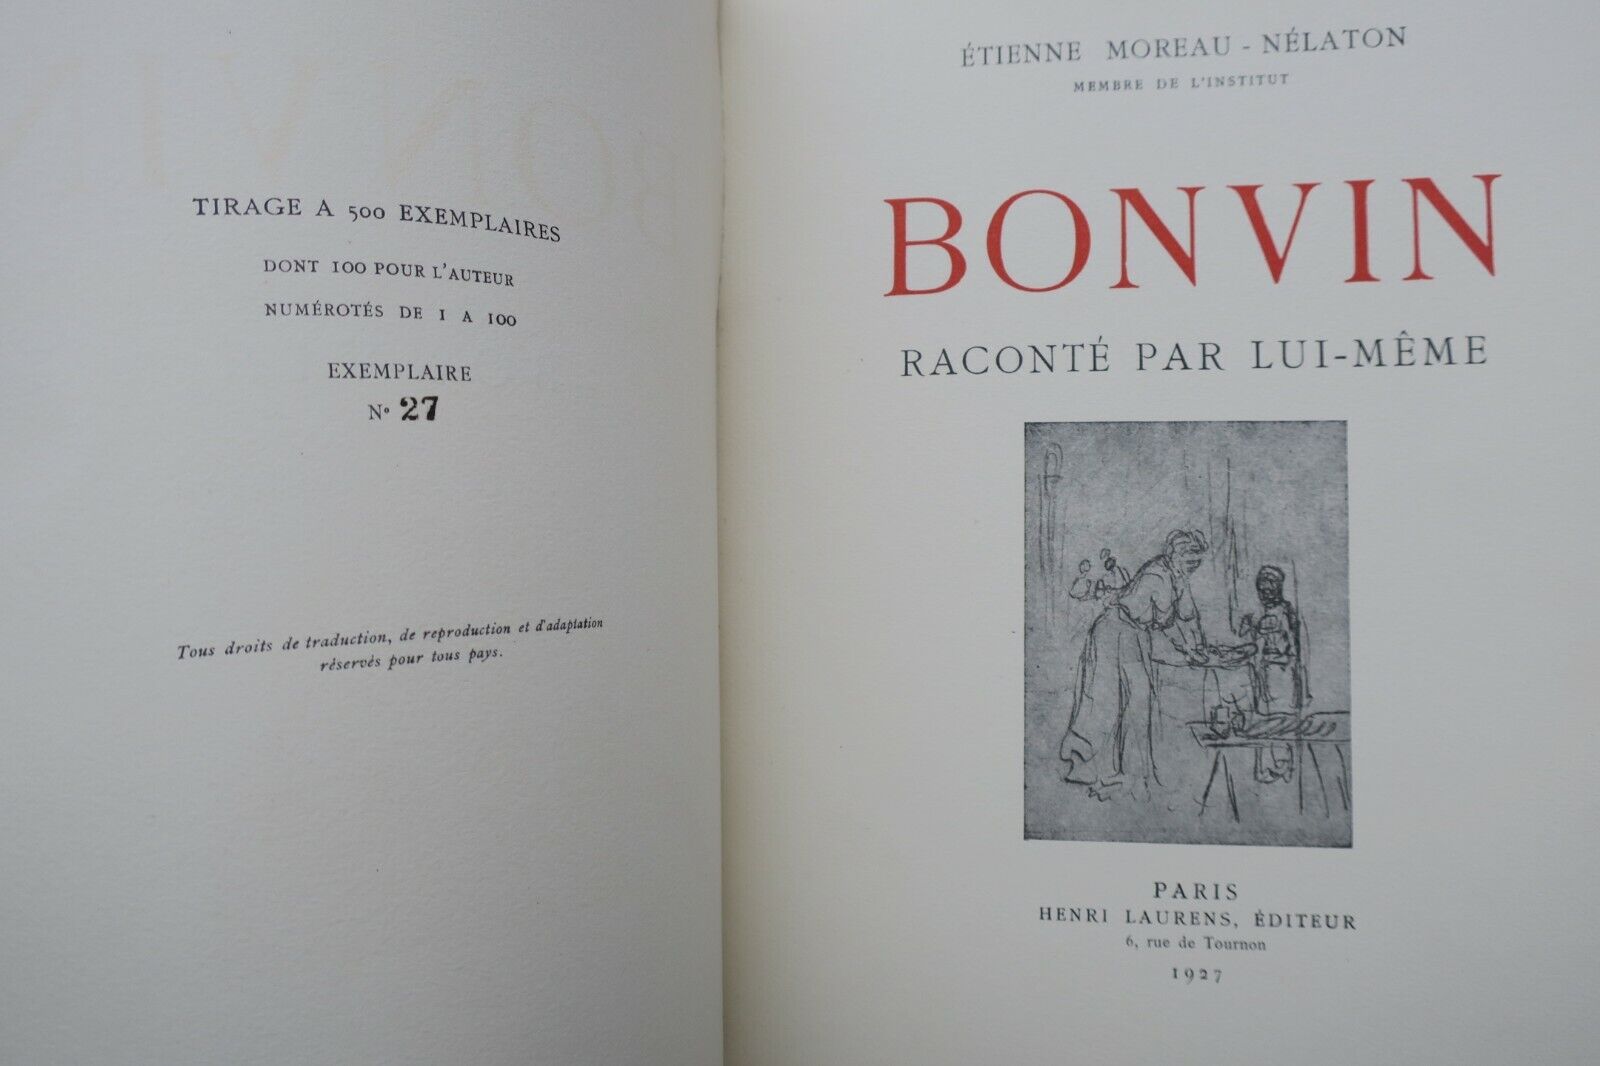 TIRAGE A 500 EXEMPLAIRES
DONT 100 POUR L'AUTEUR
NUMÉROTÉS DE 1 A 100
EXEMPLAIRE
No 27
Tous droits de traduction, de reproduction et d'adaptation
réservés pour tous pays.
ÉTIENNE MOREAU - NÉLATON
MEMBRE DE L'INSTITUT
BONVIN
RACONTÉ PAR LUI-MÊME
PARIS
HENRI LAURENS, ÉDITEUR
6, rue de Tournon
1927